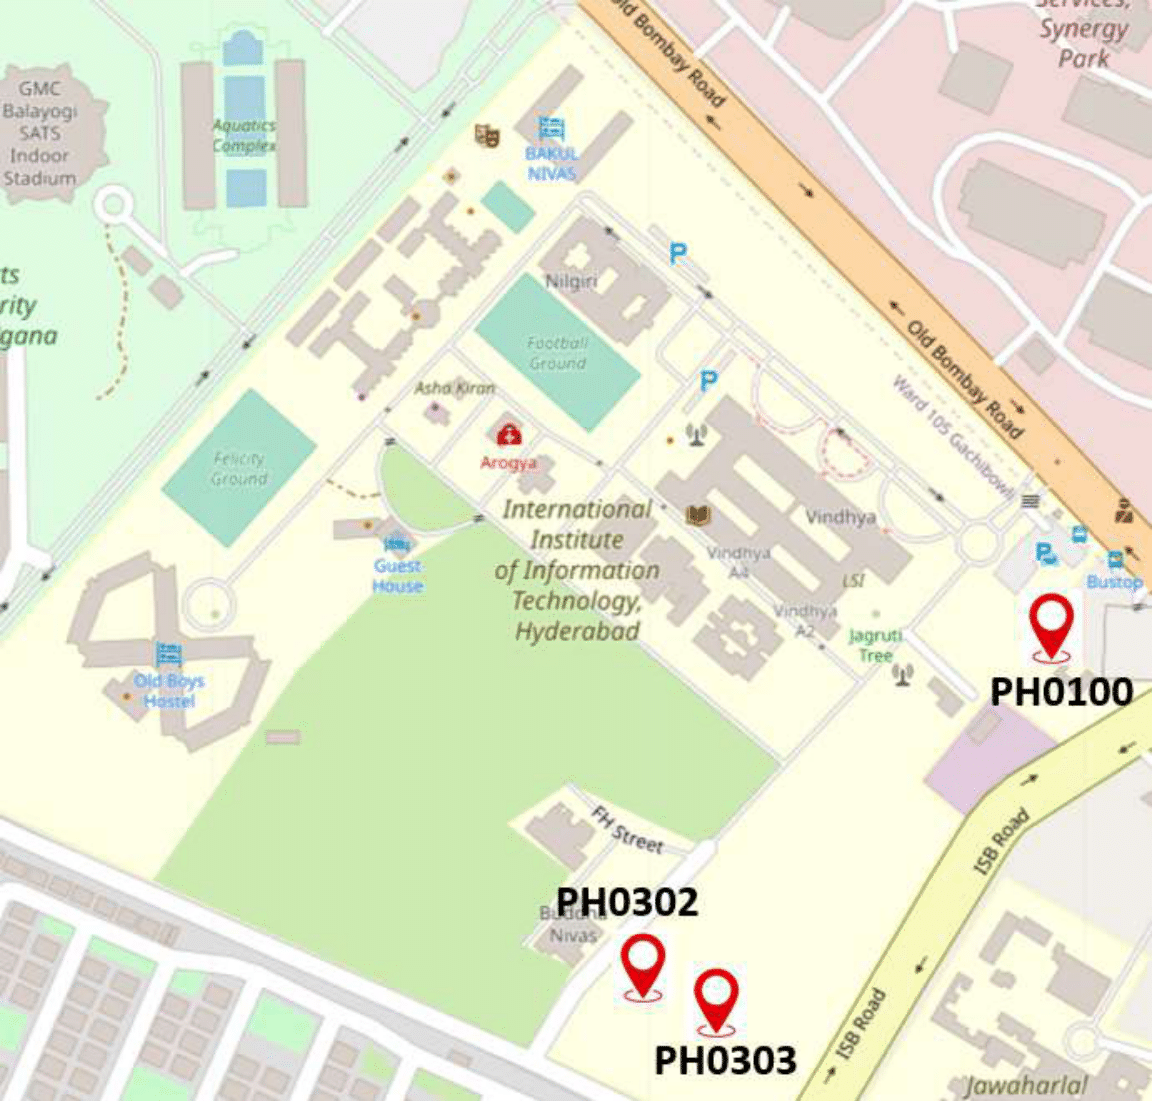 Old Bombay Road
Services,
Synergy
Park
GMC
Balayogi
SATS
Indoor
Stadium
Aquatics
Complex
BAKUL
NIVAS
P
Nilgiri
ts
rity
gana
Football
Ground
Old Bombay Road
Asha Kiran
P
Ward 105 Gachibowli
Arogya
Felicity
Ground
International
Institute
of Information
Technology,
Hyderabad
Vindhya
Vindhya
A4
LSI
Guest
House
P
Bustop
Vindhya
A2
Jagruti
Tree
Old Boys
Hostel
PH0100
FH Street
ISB Road
PH0302
Nivas
PH0303
ISB Road
Jawaharlal